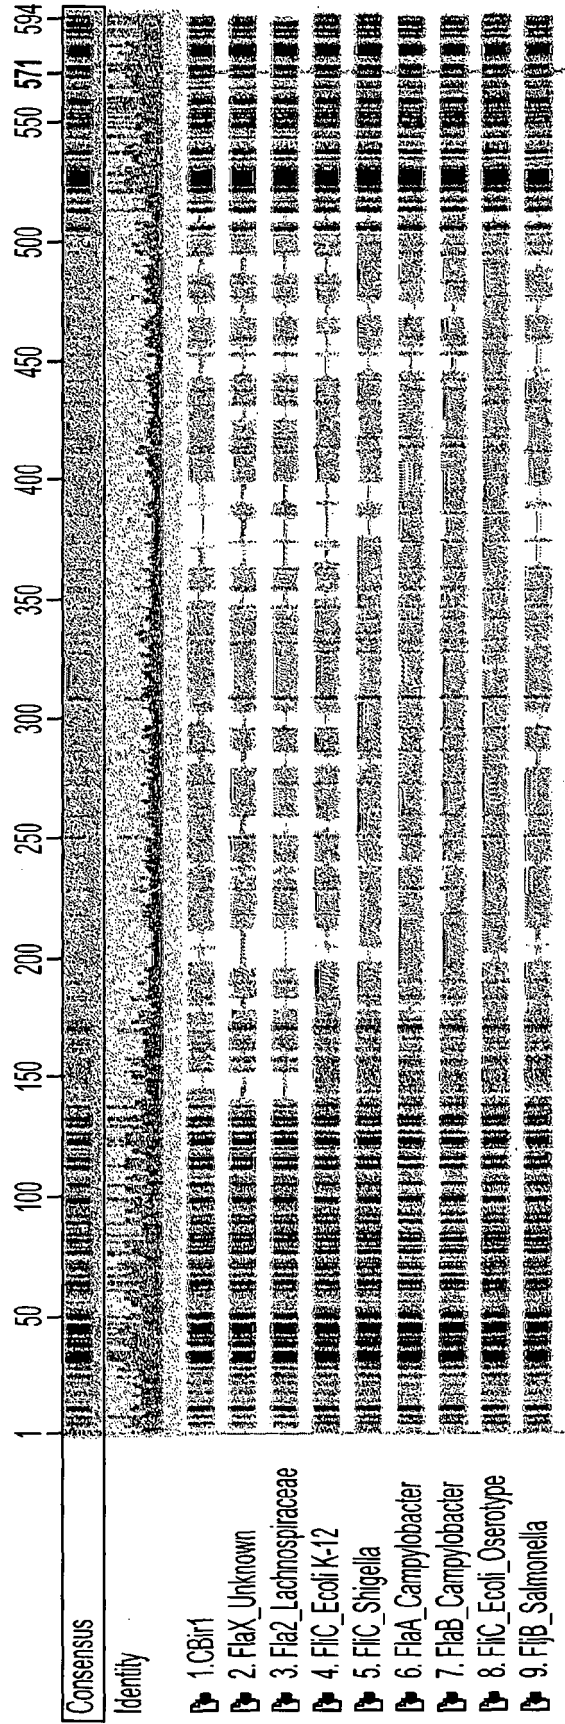 1 50 100 150 200 250 300 350 400 450 500 550 571 594
Consensus
Identity
1.CBir1
2. FlaX_Unknown
3. Fla2_Lachnospiraceae
4. FliC_Ecoli K-12
5. FliC_Shigella
6. FlaA_Campylobacter
7. FlaB_Campylobacter
8. FliC_Ecoli_Oserotype
9. FljB_Salmonella